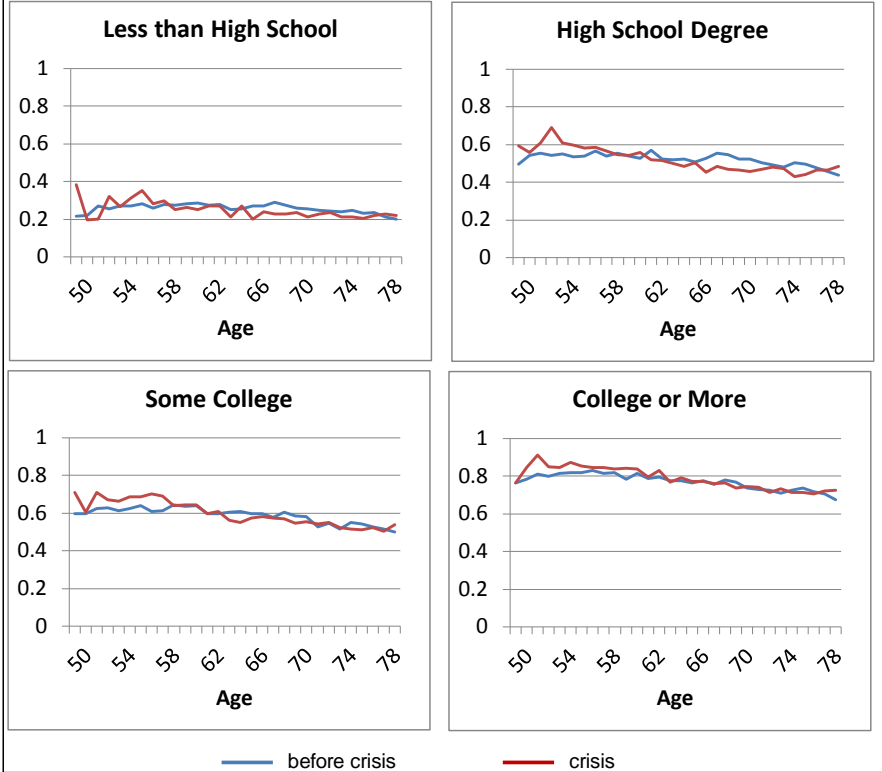 Less than High School
1
0.8
0.6
0.4
0.2
0
50 54 58 62 66 70 74 78
Age
High School Degree
1
0.8
0.6
0.4
0.2
0
50 54 58 62 66 70 74 78
Age
Some College
1
0.8
0.6
0.4
0.2
0
50 54 58 62 66 70 74 78
Age
College or More
1
0.8
0.6
0.4
0.2
0
50 54 58 62 66 70 74 78
Age
before crisis crisis